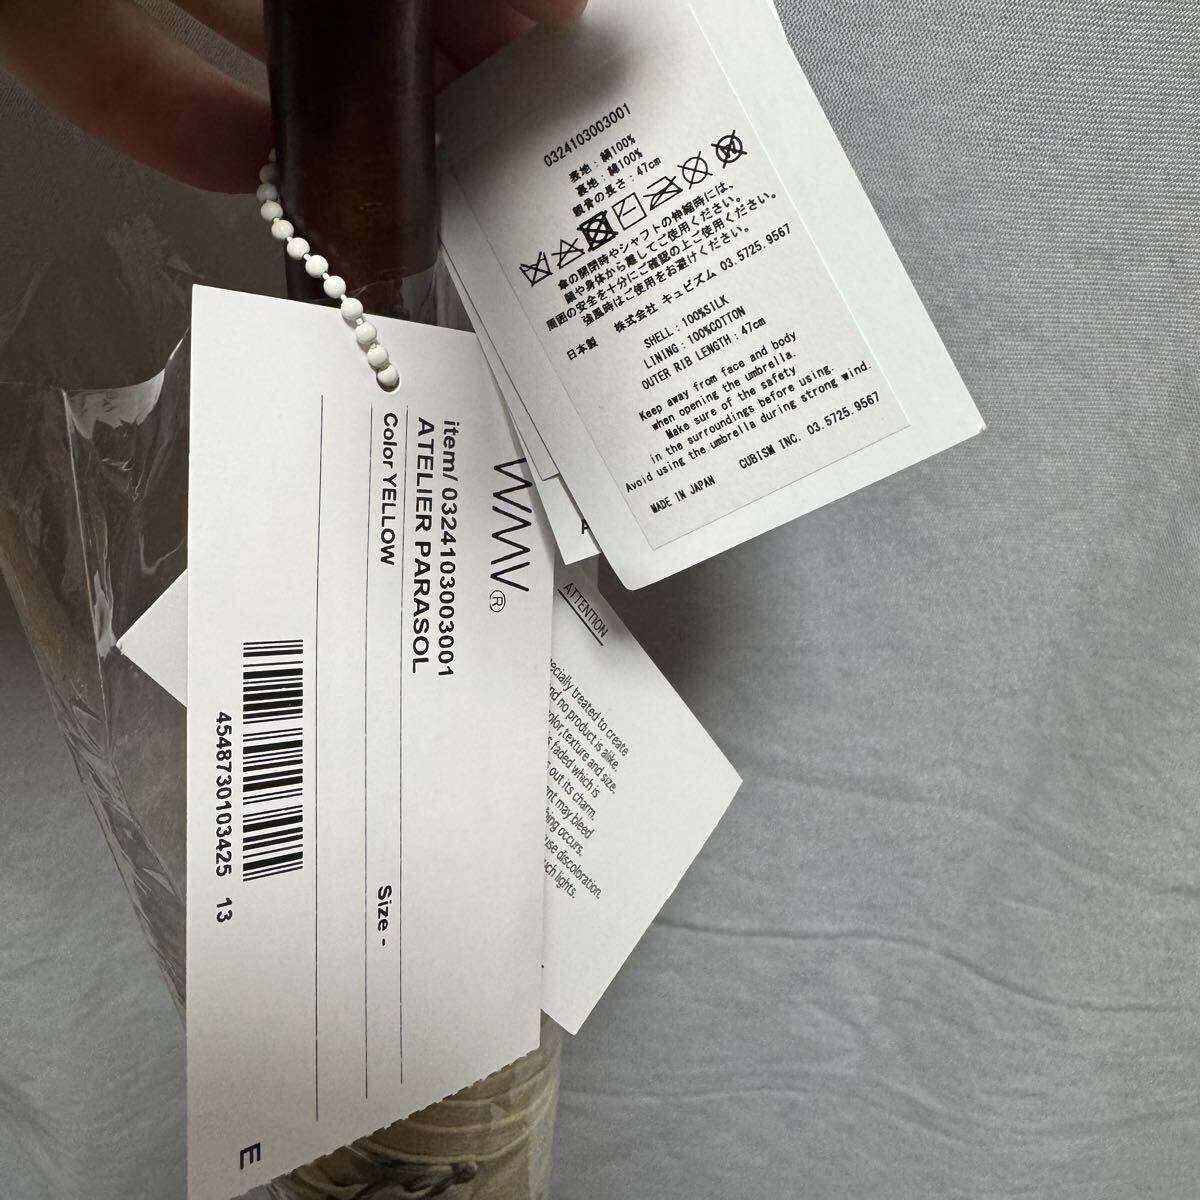 0324103003001
表地：絹100%
裏地：綿100%
親骨の長さ：47cm
傘の開閉時やシャフトの伸縮時には、
顔や身体から離してご使用ください。
周囲の安全を十分にご確認の上ご使用ください。
強風時はご使用をお避けください。
日本製　株式会社 キュビズム 03.5725.9567
SHELL：100%SILK
LINING：100%COTTON
OUTER RIB LENGTH：47cm
Keep away from face and body
when opening the umbrella.
Make sure of the safety
in the surroundings before using.
Avoid using the umbrella during strong wind.
MADE IN JAPAN CUBISM INC. 03.5725.9567
®
item/ 0324103003001
ATELIER PARASOL
Color YELLOW Size -
4548730103425 13
E
A
ATTENTION
ecially treated to create
nd no product is alike.
olor,texture and size.
s faded which is
s out its charm.
ent may bleed
hing occurs.
use discoloration.
uch lights.